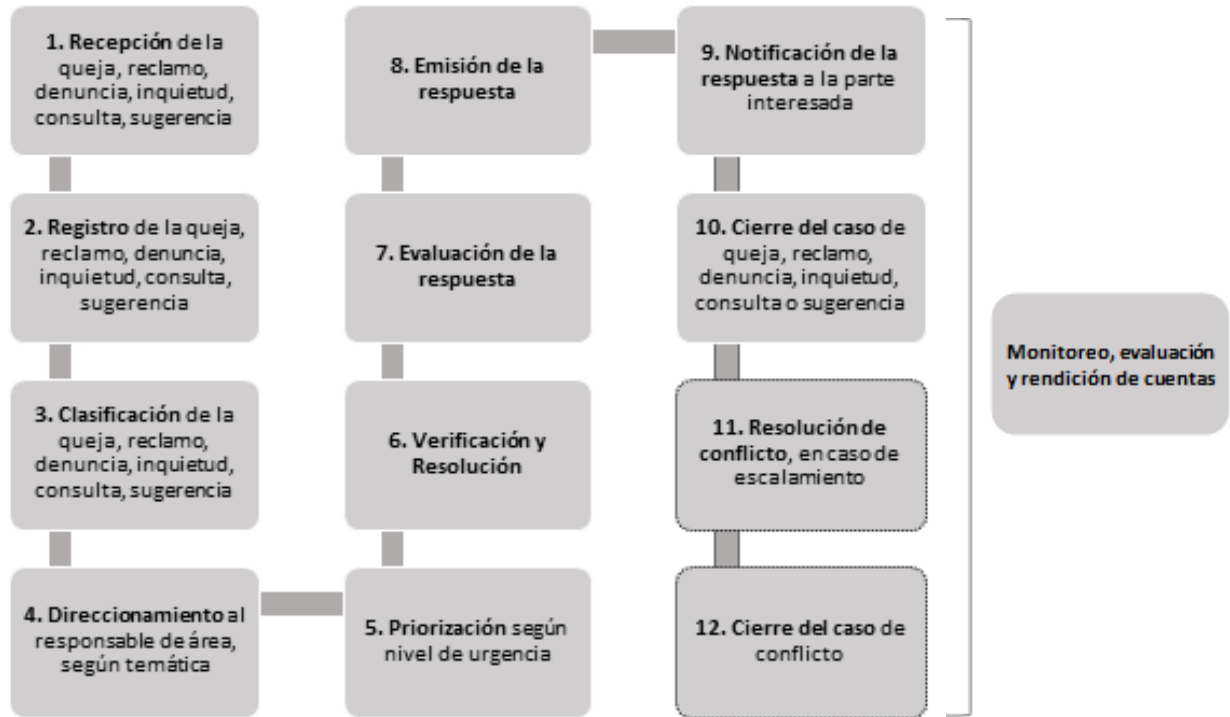 1. Recepción de la
queja, reclamo,
denuncia, inquietud,
consulta, sugerencia
2. Registro de la queja,
reclamo, denuncia,
inquietud, consulta,
sugerencia
3. Clasificación de la
queja, reclamo,
denuncia, inquietud,
consulta, sugerencia
4. Direccionamiento al
responsable de área,
según temática
5. Priorización según
nivel de urgencia
6. Verificación y
Resolución
7. Evaluación de la
respuesta
8. Emisión de la
respuesta
9. Notificación de la
respuesta a la parte
interesada
10. Cierre del caso de
queja, reclamo,
denuncia, inquietud,
consulta o sugerencia
11. Resolución de
conflicto, en caso de
escalamiento
12. Cierre del caso de
conflicto
Monitoreo, evaluación
y rendición de cuentas